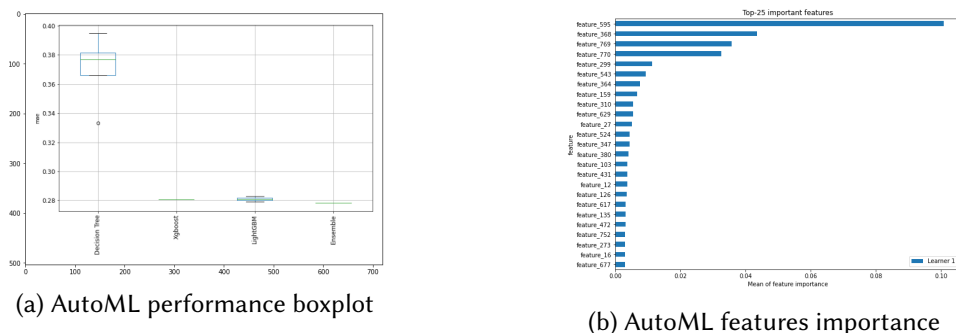 0
100
200
300
400
500
0.40
0.38
0.36
0.34
0.32
0.30
0.28
Decision Tree
Xgboost
LightGBM
Ensemble
0 100 200 300 400 500 600 700
(a) AutoML performance boxplot
Top-25 important features
feature
feature_595
feature_368
feature_769
feature_770
feature_299
feature_543
feature_364
feature_159
feature_310
feature_629
feature_27
feature_524
feature_347
feature_380
feature_103
feature_431
feature_12
feature_126
feature_617
feature_135
feature_472
feature_752
feature_273
feature_16
feature_677
Learner 1
0.00 0.02 0.04 0.06 0.08 0.10
Mean of feature importance
(b) AutoML features importance